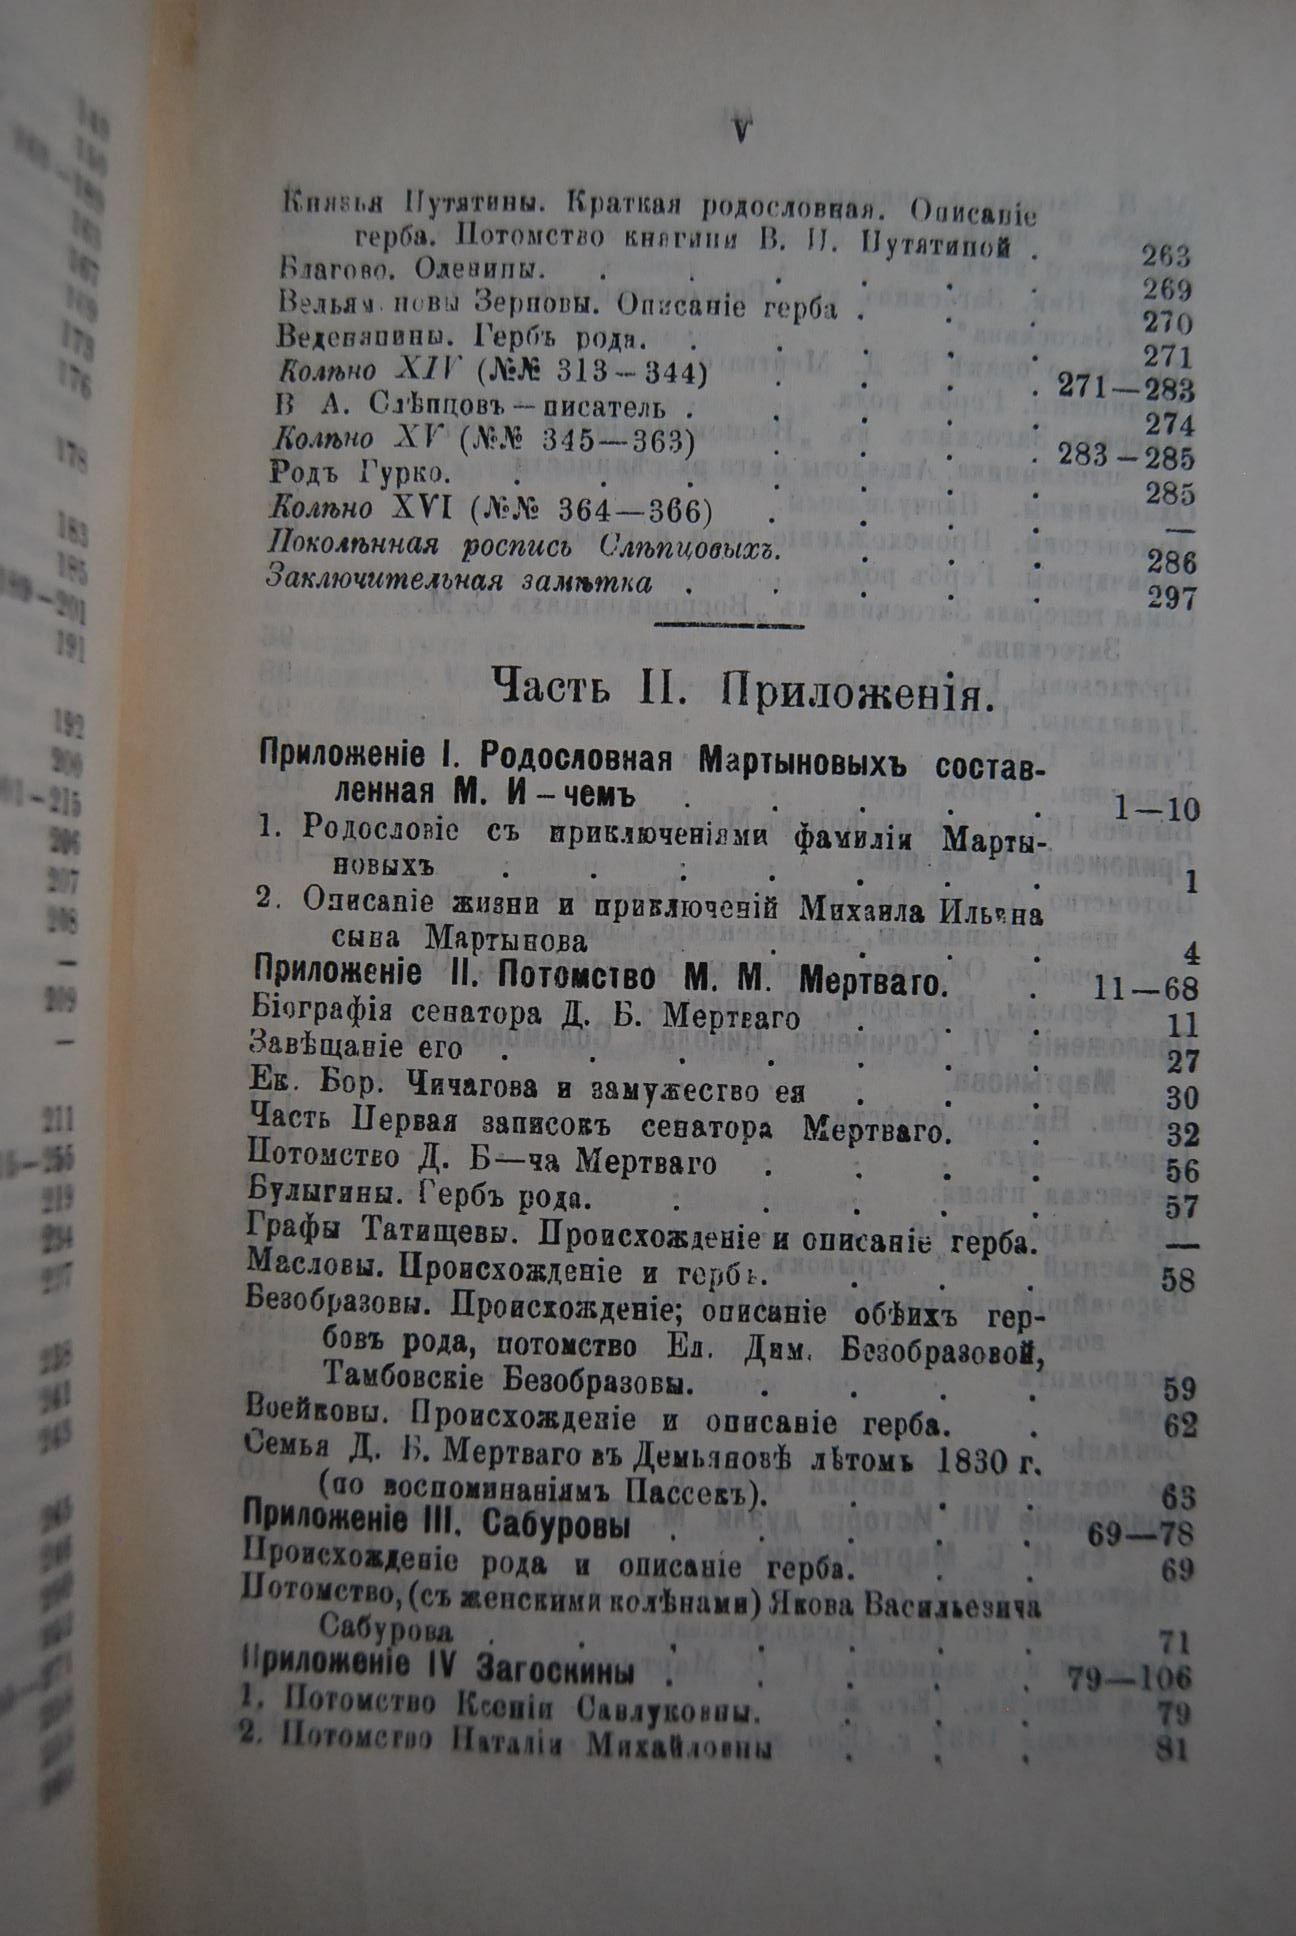 V
Князья Путятины. Краткая родословная. Описаніе
герба. Потомство княгини В. П. Путятиной . 263
Благово. Оленины. . . . . . . 269
Вельям новы Зерновы. Описаніе герба . . . 270
Веденяпины. Гербъ рода. . . . . . 271
Колѣно XIV (№№ 313—344) . . . . 271—283
В А. Слѣпцовъ—писатель . . . . . 274
Колѣно XV (№№ 345—363) . . . . 283—285
Родъ Гурко. . . . . . . . 285
Колѣно XVI (№№ 364—366) . . . . —
Поколѣнная роспись Слѣпцовыхъ. . . . 286
Заключительная замѣтка . . . . . 297
Часть II. Приложенія.
Приложеніе I. Родословная Мартыновыхъ состав-
ленная М. И—чемъ . . . . . 1—10
1. Родословіе съ приключеніями фамиліи Марты-
новыхъ . . . . . . . 1
2. Описаніе жизни и приключеній Михаила Ильина
сына Мартынова . . . . . 4
Приложеніе II. Потомство М. М. Мертваго. . 11—68
Біографія сенатора Д. Б. Мертваго . . . 11
Завѣщаніе его . . . . . . . 27
Ек. Бор. Чичагова и замужество ея . . . 30
Часть Первая записокъ сенатора Мертваго. . 32
Потомство Д. Б—ча Мертваго . . . . 56
Булыгины. Гербъ рода. . . . . . 57
Графы Татищевы. Происхожденіе и описаніе герба. —
Масловы. Происхожденіе и гербъ. . . . 58
Безобразовы. Происхожденіе; описаніе обѣихъ гер-
бовъ рода, потомство Ел. Дим. Безобразовой,
Тамбовскіе Безобразовы. . . . . 59
Воейковы. Происхожденіе и описаніе герба. . 62
Семья Д. Б. Мертваго въ Демьяновѣ лѣтомъ 1830 г.
(по воспоминаніямъ Пассекъ). . . . 63
Приложеніе III. Сабуровы . . . . . 69—78
Происхожденіе рода и описаніе герба. . . 69
Потомство, (съ женскими колѣнами) Якова Васильевича
Сабурова . . . . . . . 71
Приложеніе IV Загоскины . . . . . 79—106
1. Потомство Ксеніи Савлуковны. . . . 79
2. Потомство Наталіи Михайловны . . . 81